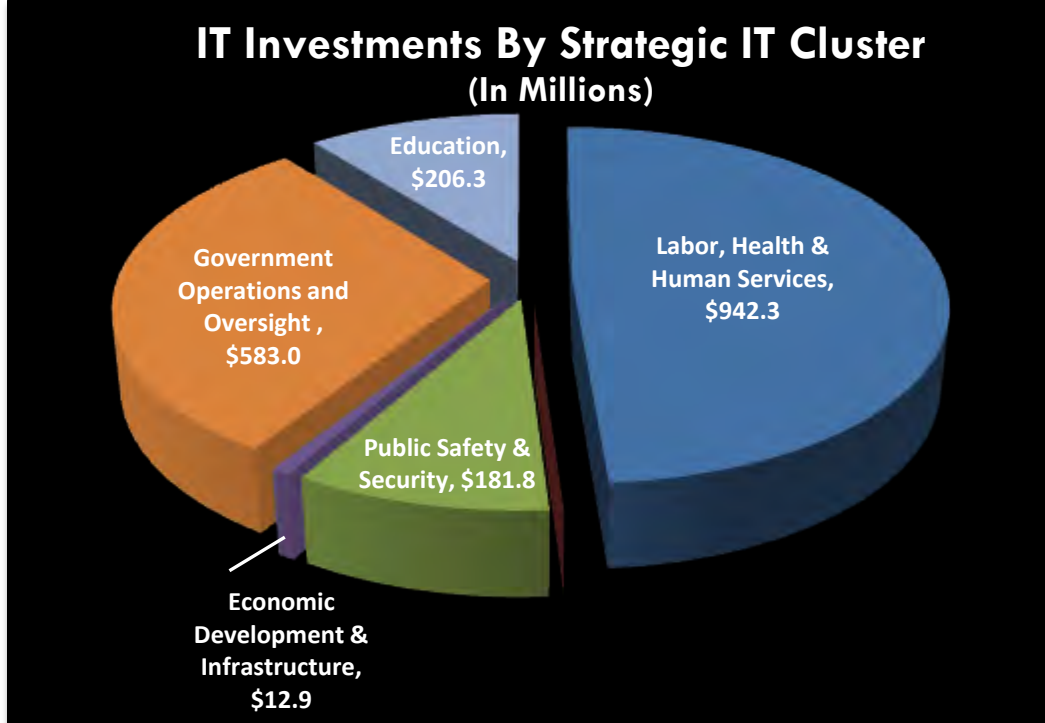 IT Investments By Strategic IT Cluster
(In Millions)
Education,
$206.3
Labor, Health &
Human Services,
$942.3
Government
Operations and
Oversight ,
$583.0
Public Safety &
Security, $181.8
Economic
Development &
Infrastructure,
$12.9